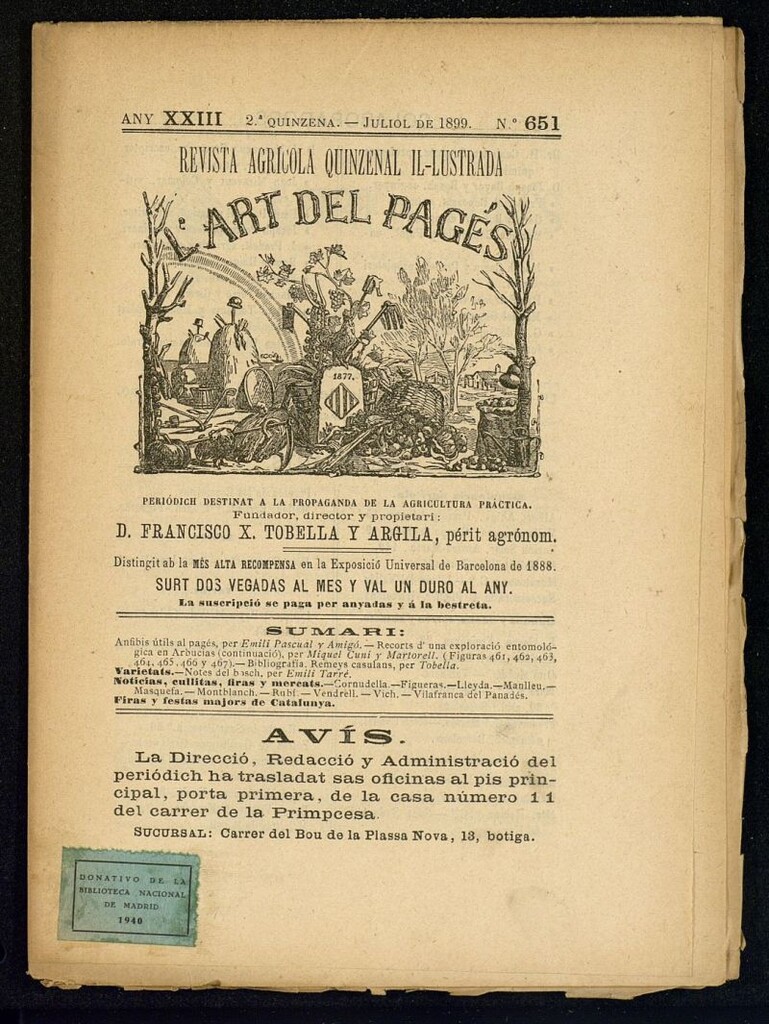 ANY XXIII 2.ª QUINZENA. — JULIOL DE 1899. N.º 651
REVISTA AGRÍCOLA QUINZENAL IL-LUSTRADA
L'ART DEL PAGÉS
1877.
PERIÓDICH DESTINAT A LA PROPAGANDA DE LA AGRICULTURA PRÁCTICA.
Fundador, director y propietari:
D. FRANCISCO X. TOBELLA Y ARGILA, périt agrónom.
Distingit ab la MÉS ALTA RECOMPENSA en la Exposició Universal de Barcelona de 1888.
SURT DOS VEGADAS AL MES Y VAL UN DURO AL ANY.
La suscripció se paga per anyadas y á la bestreta.
SUMARI:
Anfibis útils al pagés, per Emili Pascual y Amigó. — Recorts d' una exploració entomoló-
gica en Arbucias (continuació), per Miquel Cuní y Martorell. (Figuras 461, 462, 463,
464, 465, 466 y 467). — Bibliografía. Remeys casulans, per Tobella.
Varietats. — Notes del bosch, per Emili Tarré.
Noticias, cullitas, firas y mercats. — Cornudella. — Figueras. — Lleyda. — Manlleu. —
Masquefa. — Montblanch. — Rubí. — Vendrell. — Vich. — Vilafranca del Panadés.
Firas y festas majors de Catalunya.
AVÍS.
La Direcció, Redacció y Administració del
periódich ha trasladat sas oficinas al pis prin-
cipal, porta primera, de la casa número 11
del carrer de la Primpcesa.
SUCURSAL: Carrer del Bou de la Plassa Nova, 13, botiga.
DONATIVO DE LA
BIBLIOTECA NACIONAL
DE MADRID
1940